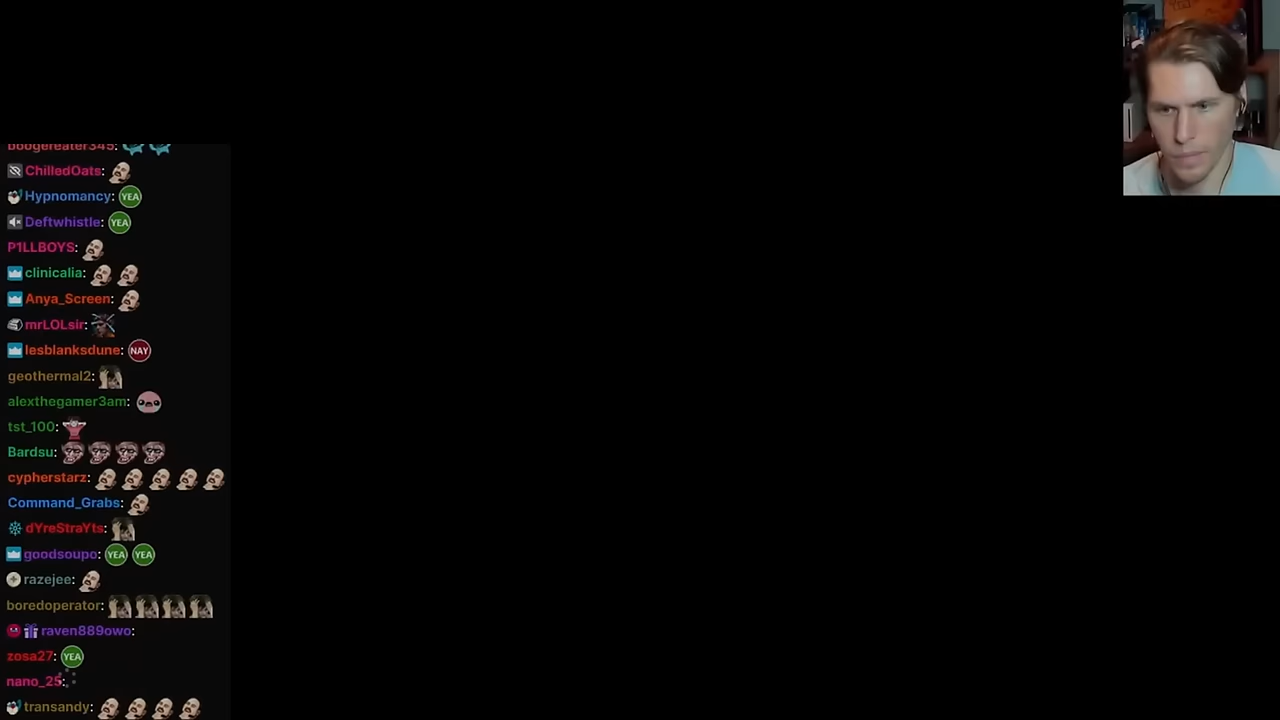 boogereater345:
ChilledOats:
Hypnomancy: YEA
Deftwhistle: YEA
P1LLBOYS:
clinicalia:
Anya_Screen:
mrLOLsir:
lesblanksdune: NAY
geothermal2:
alexthegamer3am:
tst_100:
Bardsu:
cypherstarz:
Command_Grabs:
dYreStraYts:
goodsoupo: YEA YEA
razejee:
boredoperator:
raven889owo:
zosa27: YEA
nano_25:
transandy: